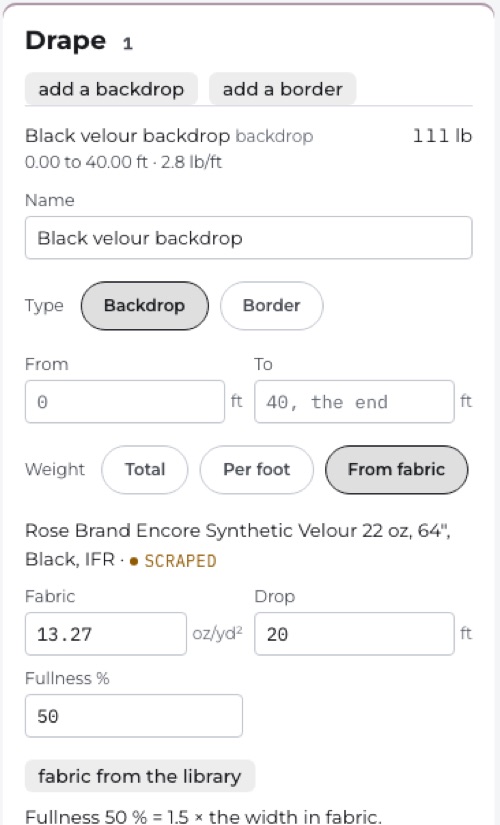 Drape 1
add a backdrop add a border
Black velour backdrop backdrop 111 lb
0.00 to 40.00 ft · 2.8 lb/ft
Name
Black velour backdrop
Type Backdrop Border
From To
0 ft 40, the end ft
Weight Total Per foot From fabric
Rose Brand Encore Synthetic Velour 22 oz, 64",
Black, IFR · ● SCRAPED
Fabric Drop
13.27 oz/yd² 20 ft
Fullness %
50
fabric from the library
Fullness 50 % = 1.5 × the width in fabric.